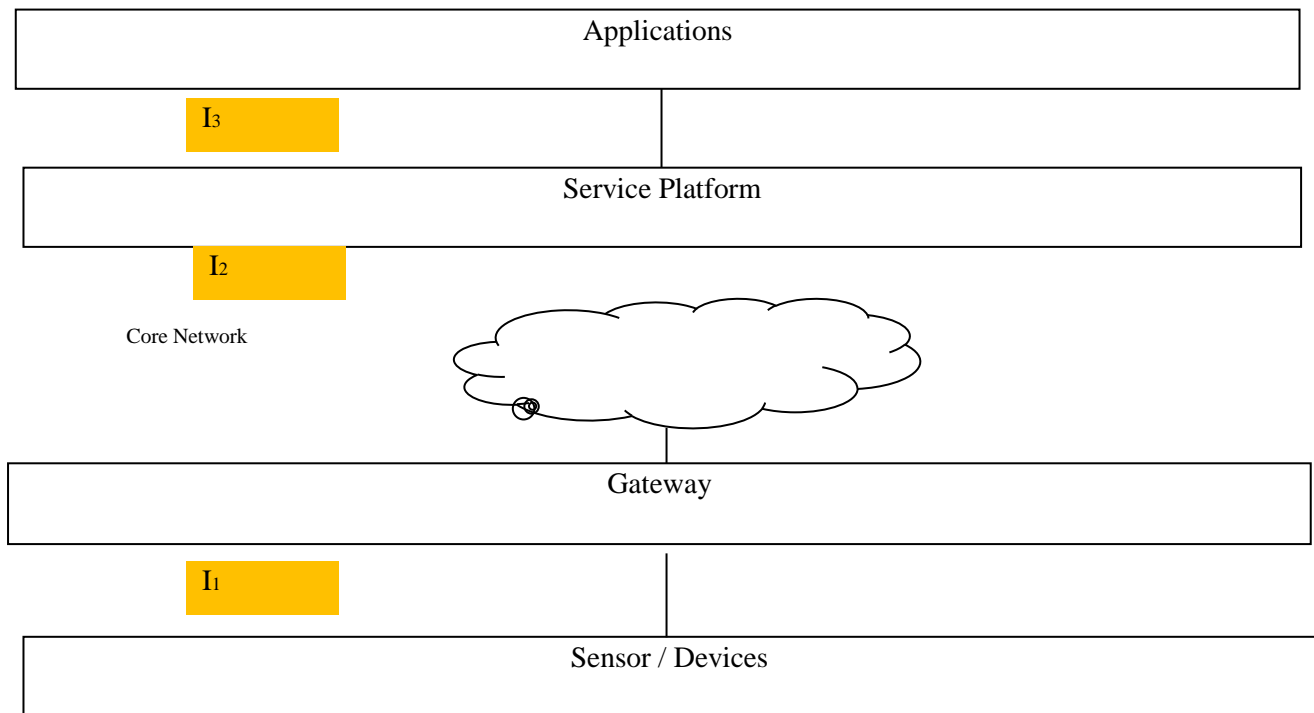 Applications
I3
Service Platform
I2
Core Network
Gateway
I1
Sensor / Devices